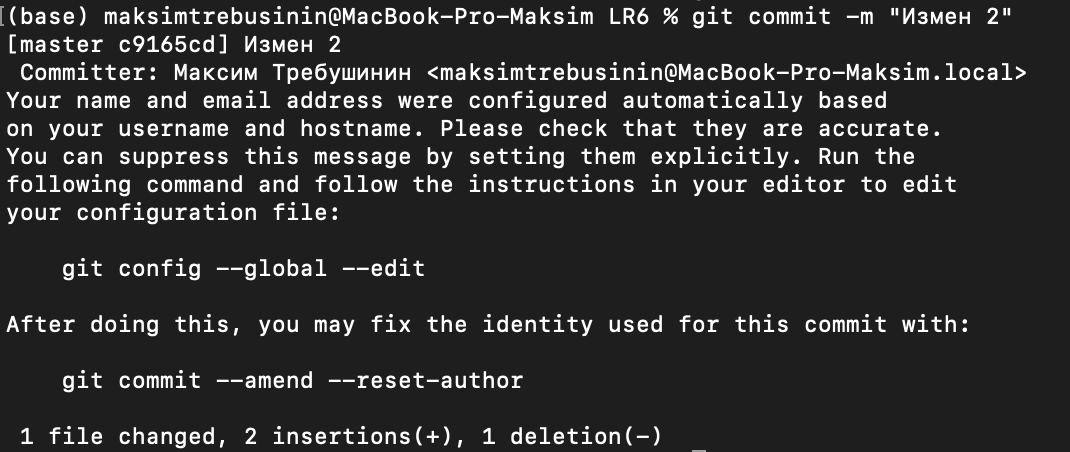 (base) maksimtrebusinin@MacBook-Pro-Maksim LR6 % git commit -m "Измен 2"
[master c9165cd] Измен 2
 Committer: Максим Требушинин <maksimtrebusinin@MacBook-Pro-Maksim.local>
Your name and email address were configured automatically based
on your username and hostname. Please check that they are accurate.
You can suppress this message by setting them explicitly. Run the
following command and follow the instructions in your editor to edit
your configuration file:

    git config --global --edit

After doing this, you may fix the identity used for this commit with:

    git commit --amend --reset-author

 1 file changed, 2 insertions(+), 1 deletion(-)